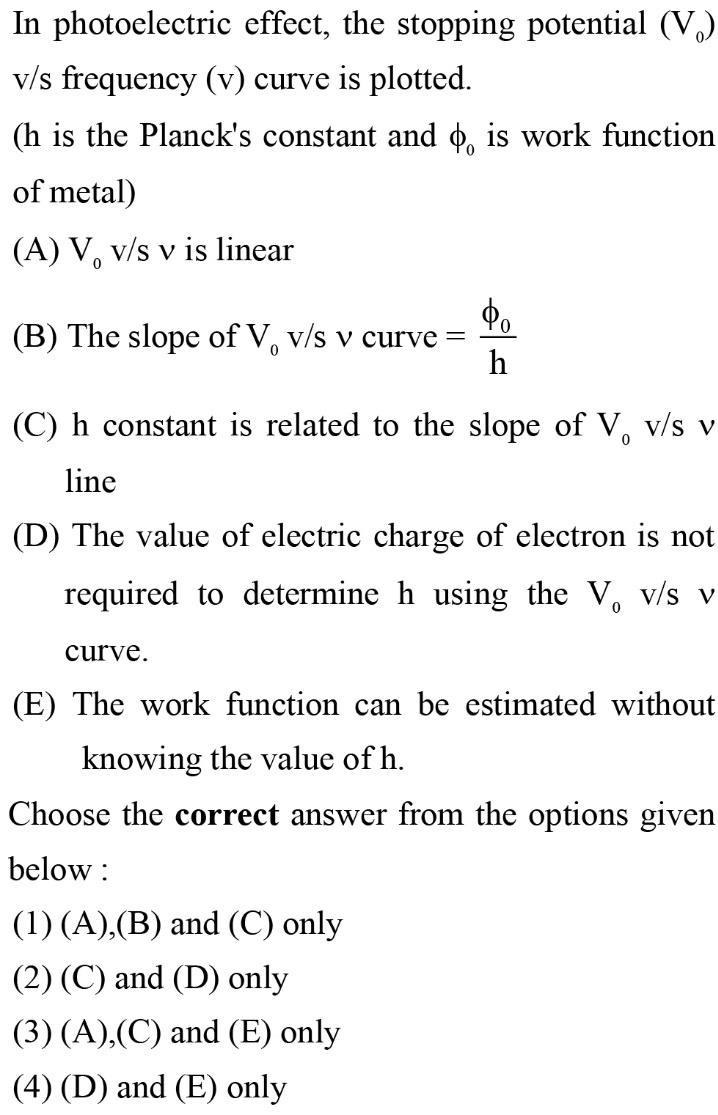 In photoelectric effect, the stopping potential (V₀)
v/s frequency (v) curve is plotted.
(h is the Planck's constant and ϕ₀ is work function
of metal)
(A) V₀ v/s ν is linear
(B) The slope of V₀ v/s ν curve = ϕ₀/h
(C) h constant is related to the slope of V₀ v/s ν
line
(D) The value of electric charge of electron is not
required to determine h using the V₀ v/s ν
curve.
(E) The work function can be estimated without
knowing the value of h.
Choose the correct answer from the options given
below :
(1) (A),(B) and (C) only
(2) (C) and (D) only
(3) (A),(C) and (E) only
(4) (D) and (E) only